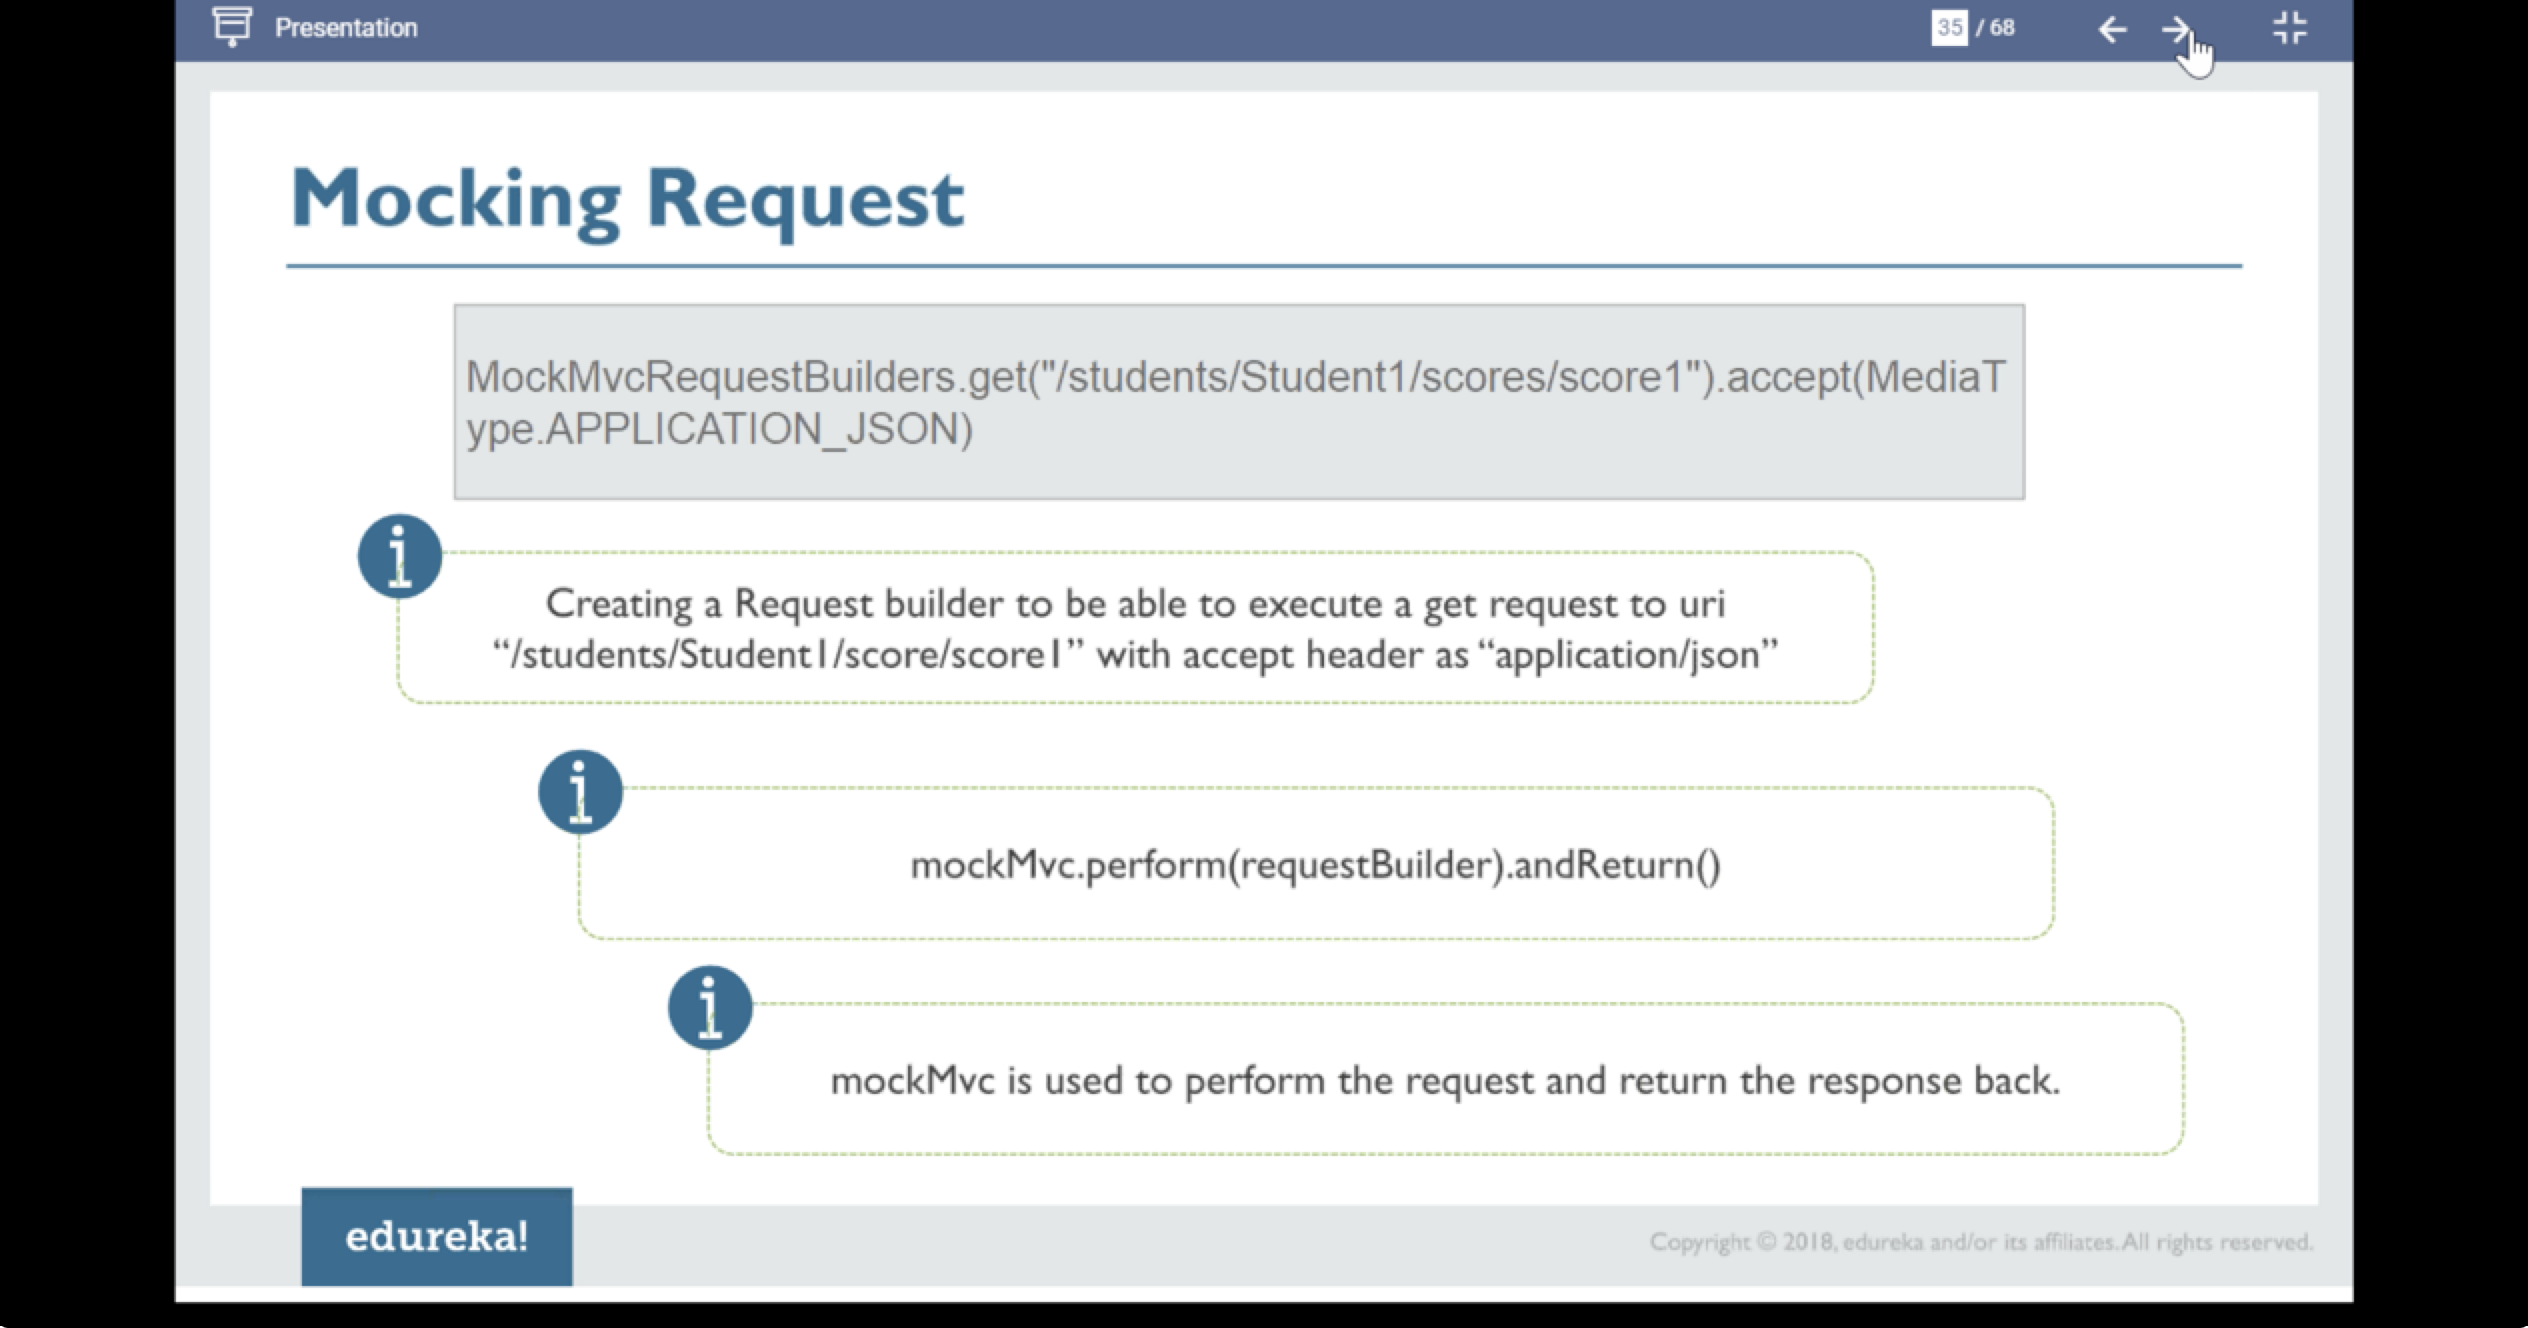 Presentation
35 / 68
Mocking Request
MockMvcRequestBuilders.get("/students/Student1/scores/score1").accept(MediaT
ype.APPLICATION_JSON)
Creating a Request builder to be able to execute a get request to uri
“/students/Student1/score/score1” with accept header as “application/json”
mockMvc.perform(requestBuilder).andReturn()
mockMvc is used to perform the request and return the response back.
edureka!
Copyright © 2018, edureka and/or its affiliates. All rights reserved.